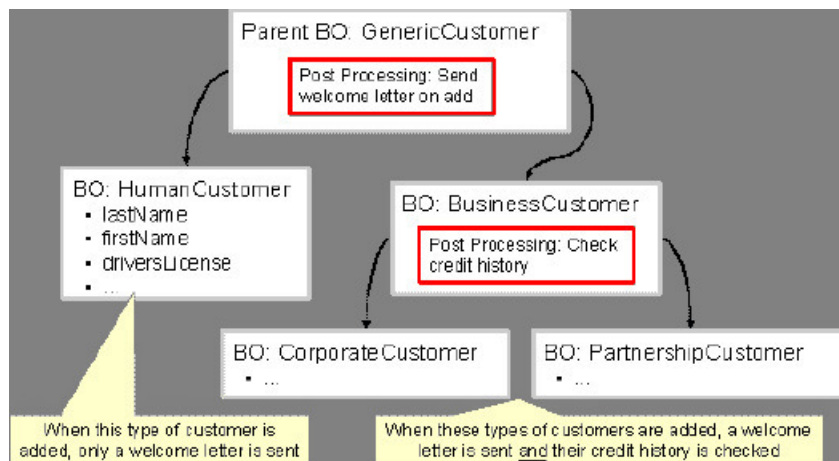 Parent BO: GenericCustomer
Post Processing: Send
welcome letter on add
BO: HumanCustomer
▪ lastName
▪ firstName
▪ driversLicense
▪ ...
BO: BusinessCustomer
Post Processing: Check
credit history
BO: CorporateCustomer
▪ ...
BO: PartnershipCustomer
▪ ...
When this type of customer is
added, only a welcome letter is sent
When these types of customers are added, a welcome
letter is sent and their credit history is checked